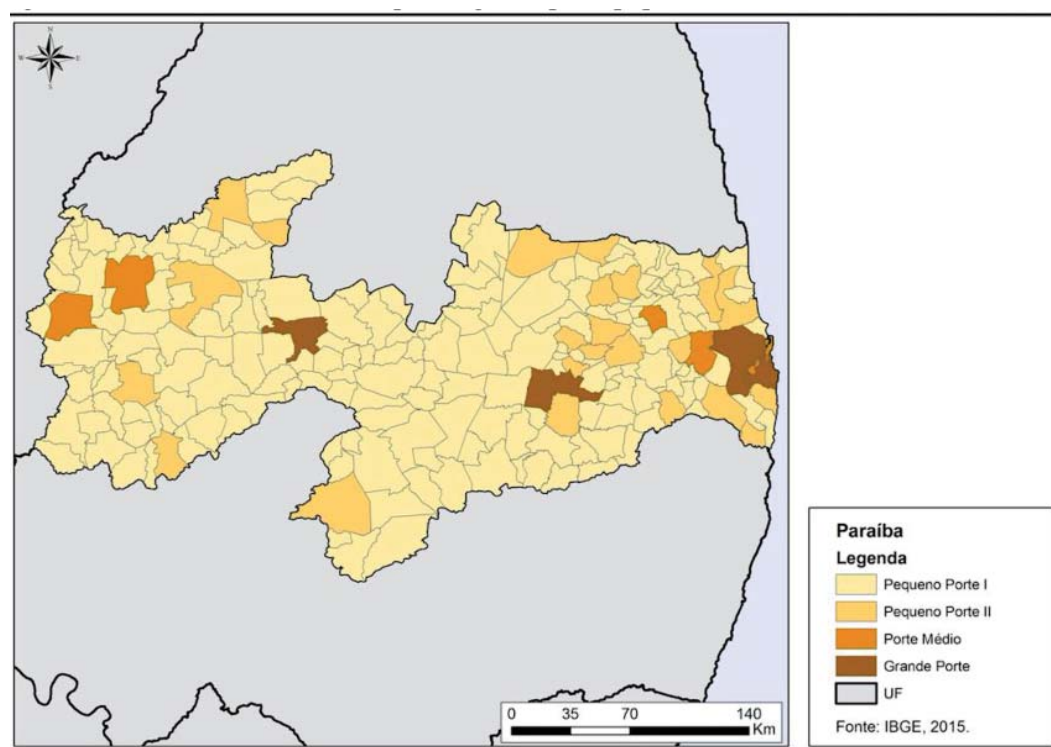 N
W E
S
Paraíba
Legenda
Pequeno Porte I
Pequeno Porte II
Porte Médio
Grande Porte
UF
Fonte: IBGE, 2015.
0 35 70 140
Km